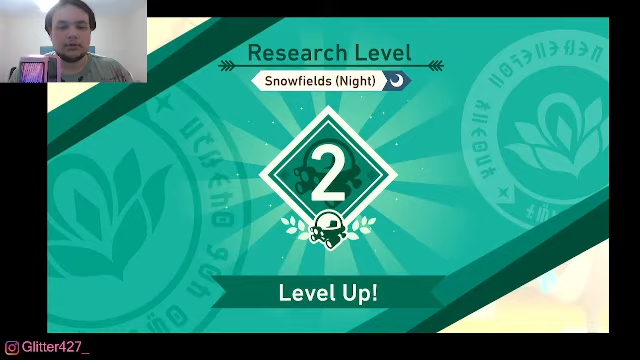 Research Level
Snowfields (Night)
2
Level Up!
Glitter427_